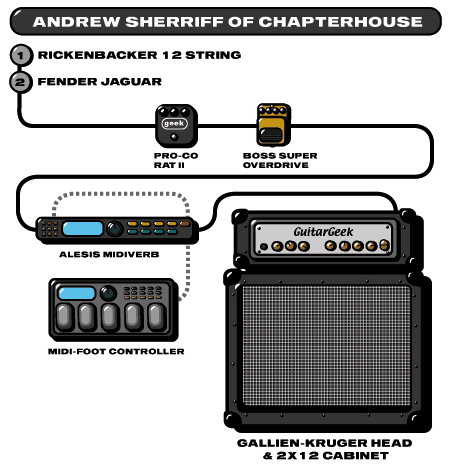 ANDREW SHERRIFF OF CHAPTERHOUSE
1 RICKENBACKER 12 STRING
2 FENDER JAGUAR
geek
PRO-CO
RAT II
BOSS SUPER
OVERDRIVE
GuitarGeek
ALESIS MIDIVERB
MIDI-FOOT CONTROLLER
GALLIEN-KRUGER HEAD
& 2X12 CABINET